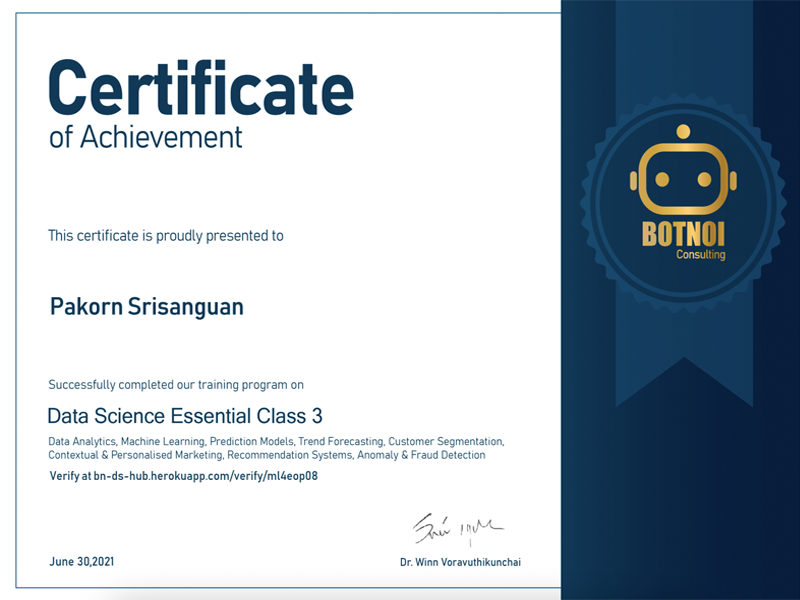 Certificate
of Achievement
This certificate is proudly presented to
Pakorn Srisanguan
Successfully completed our training program on
Data Science Essential Class 3
Data Analytics, Machine Learning, Prediction Models, Trend Forecasting, Customer Segmentation,
Contextual & Personalised Marketing, Recommendation Systems, Anomaly & Fraud Detection
Verify at bn-ds-hub.herokuapp.com/verify/ml4eop08
June 30,2021
Dr. Winn Voravuthikunchai
BOTNOI
Consulting